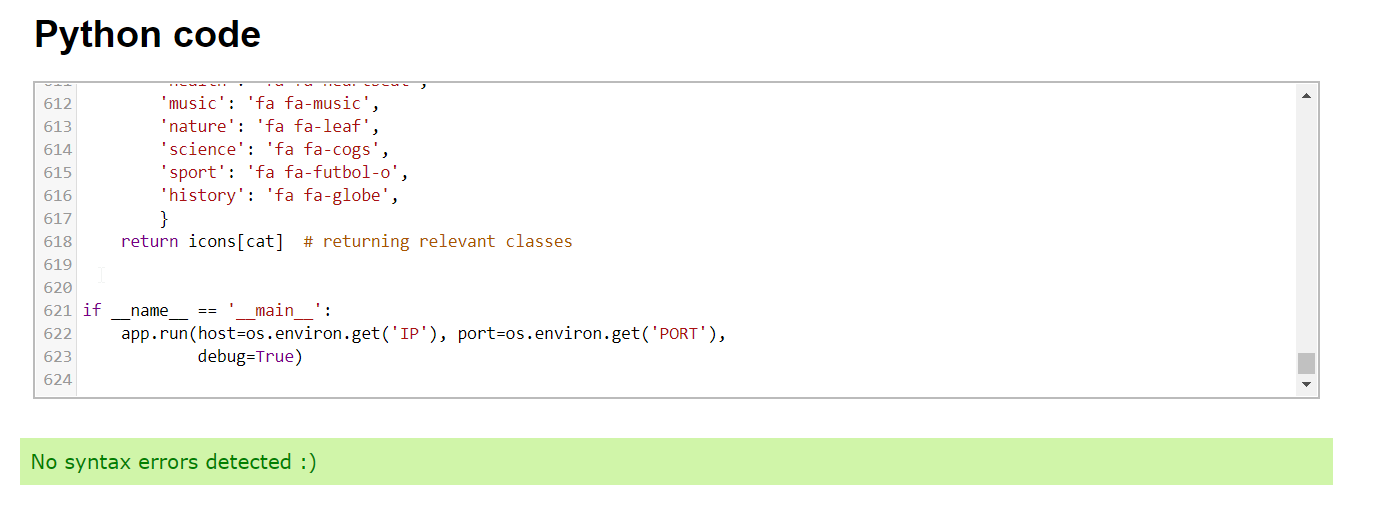 Python code
612 'music': 'fa fa-music',
613 'nature': 'fa fa-leaf',
614 'science': 'fa fa-cogs',
615 'sport': 'fa fa-futbol-o',
616 'history': 'fa fa-globe',
617 }
618 return icons[cat]  # returning relevant classes
619
620
621 if __name__ == '__main__':
622 app.run(host=os.environ.get('IP'), port=os.environ.get('PORT'),
623 debug=True)
624
No syntax errors detected :)